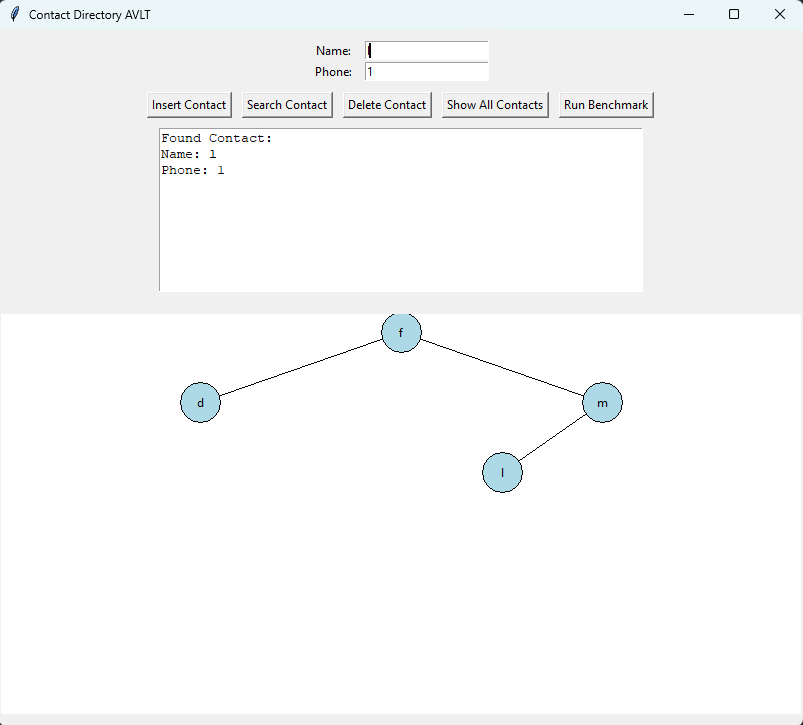 Contact Directory AVLT
Name: l
Phone: 1
Insert Contact Search Contact Delete Contact Show All Contacts Run Benchmark
Found Contact:
Name: l
Phone: 1
f
d m
l